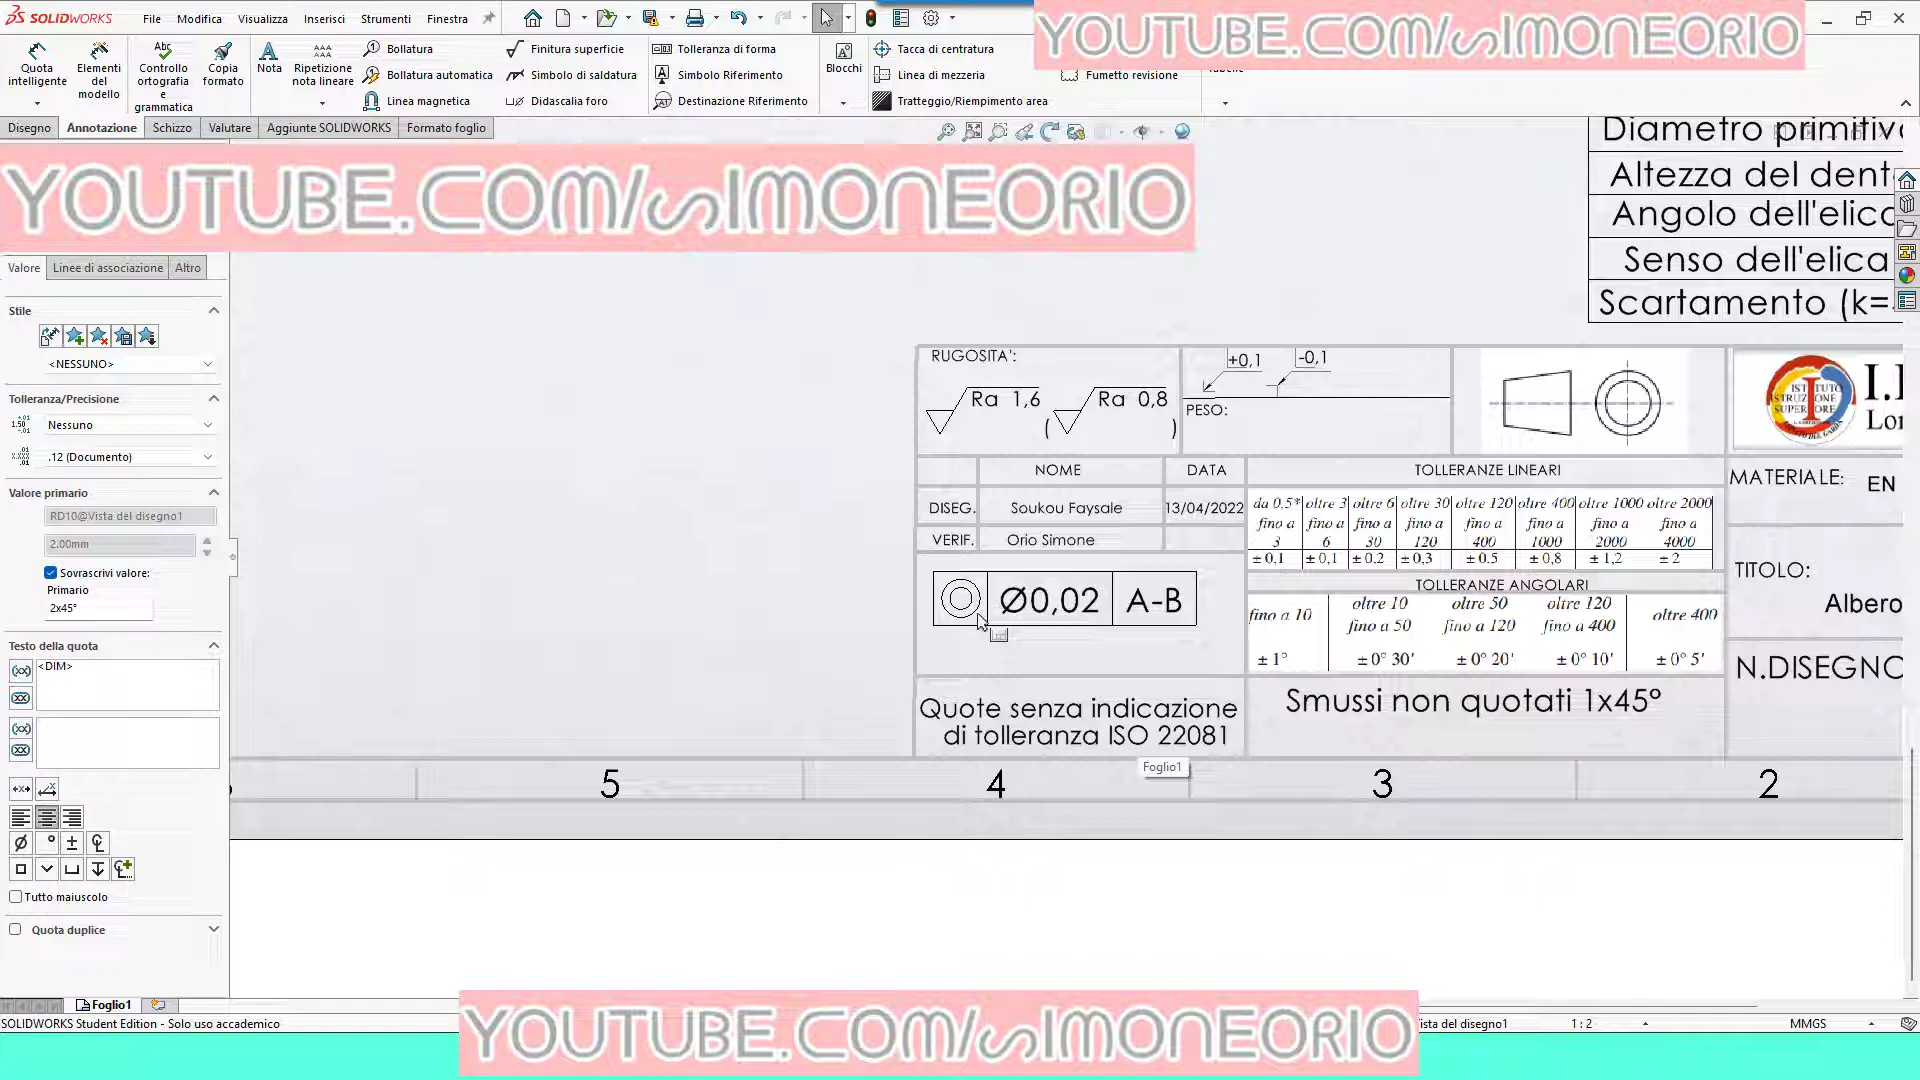 SOLIDWORKS File Modifica Visualizza Inserisci Strumenti Finestra
YOUTUBE.COM/SIMONEORIO
Quota intelligente
Elementi del modello
Controllo ortografia e grammatica
Copia formato
Nota
Ripetizione nota lineare
Bollatura
Bollatura automatica
Linea magnetica
Finitura superficie
Simbolo di saldatura
Didascalia foro
Tolleranza di forma
Simbolo Riferimento
Destinazione Riferimento
Blocchi
Tacca di centratura
Linea di mezzeria
Tratteggio/Riempimento area
Fumetto revisione
Disegno Annotazione Schizzo Valutare Aggiunte SOLIDWORKS Formato foglio
YOUTUBE.COM/SIMONEORIO
Valore Linee di associazione Altro
Stile
<NESSUNO>
Tolleranza/Precisione
Nessuno
.12 (Documento)
Valore primario
RD10@Vista del disegno1
2.00mm
Sovrascrivi valore:
Primario
2x45°
Testo della quota
<DIM>
Tutto maiuscolo
Quota duplice
Diametro primitivo
Altezza del dent
Angolo dell'elica
Senso dell'elica
Scartamento (k=
RUGOSITA':
Ra 1,6 ( Ra 0,8 )
±0,1 -0,1
PESO:
ISTITUTO ISTRUZIONE SUPERIORE
NOME DATA
DISEG. Soukou Faysale 13/04/2022
VERIF. Orio Simone
Ø0,02 A-B
Quote senza indicazione
di tolleranza ISO 22081
TOLLERANZE LINEARI
da 0.5* oltre 3 oltre 6 oltre 30 oltre 120 oltre 400 oltre 1000 oltre 2000
fino a fino a fino a fino a fino a fino a fino a fino a
3 6 30 120 400 1000 2000 4000
± 0,1 ± 0,1 ± 0.2 ± 0,3 ± 0.5 ± 0,8 ± 1,2 ± 2
TOLLERANZE ANGOLARI
fino a 10 oltre 10 oltre 50 oltre 120 oltre 400
fino a 50 fino a 120 fino a 400
± 1° ± 0° 30' ± 0° 20' ± 0° 10' ± 0° 5'
Smussi non quotati 1x45°
MATERIALE: EN
TITOLO:
Albero
N.DISEGNO
Foglio1
5 4 3 2
Foglio1
SOLIDWORKS Student Edition - Solo uso accademico
YOUTUBE.COM/SIMONEORIO
ista del disegno1 1 : 2 MMGS